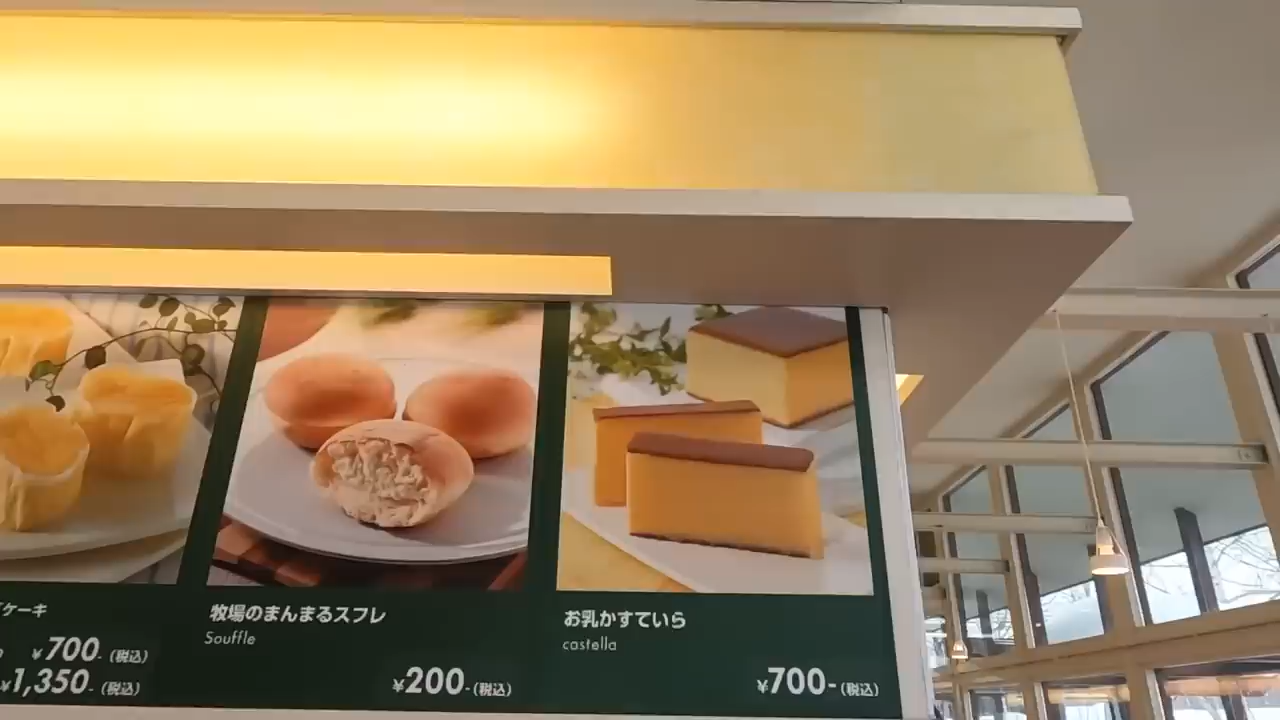 ケーキ
¥700-(税込)
¥1,350-(税込)
牧場のまんまるスフレ
Souffle
¥200-(税込)
お乳かすていら
castella
¥700-(税込)